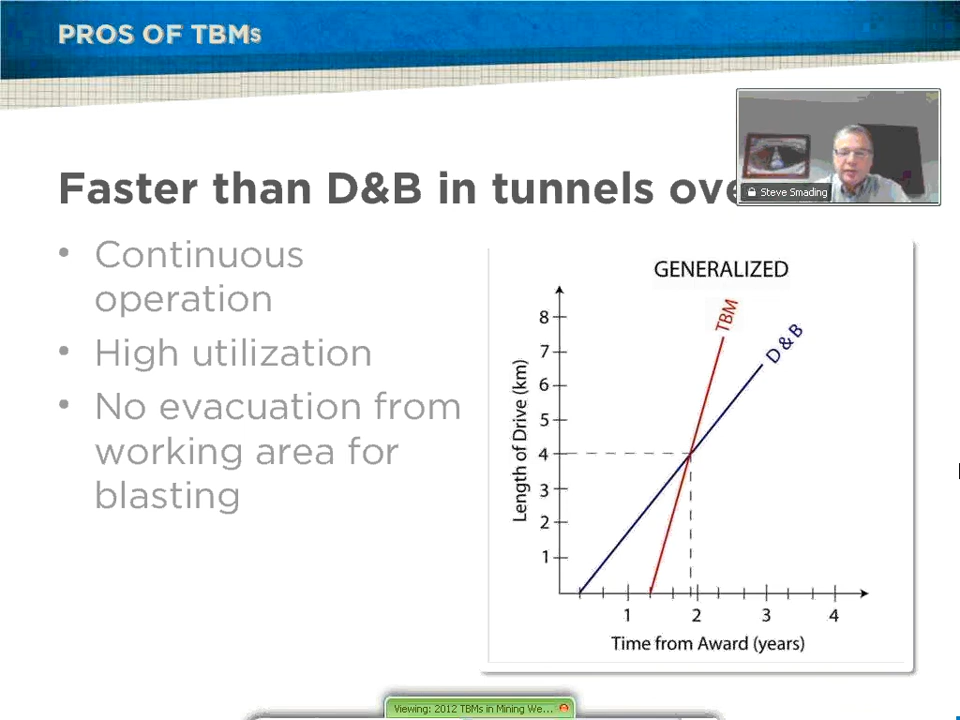 PROS OF TBMs
Steve Smading
Faster than D&B in tunnels ove
• Continuous
operation
• High utilization
• No evacuation from
working area for
blasting
GENERALIZED
TBM
D & B
8
7
6
5
4
3
2
1
Length of Drive (km)
1 2 3 4
Time from Award (years)
Viewing: 2012 TBMs in Mining We...